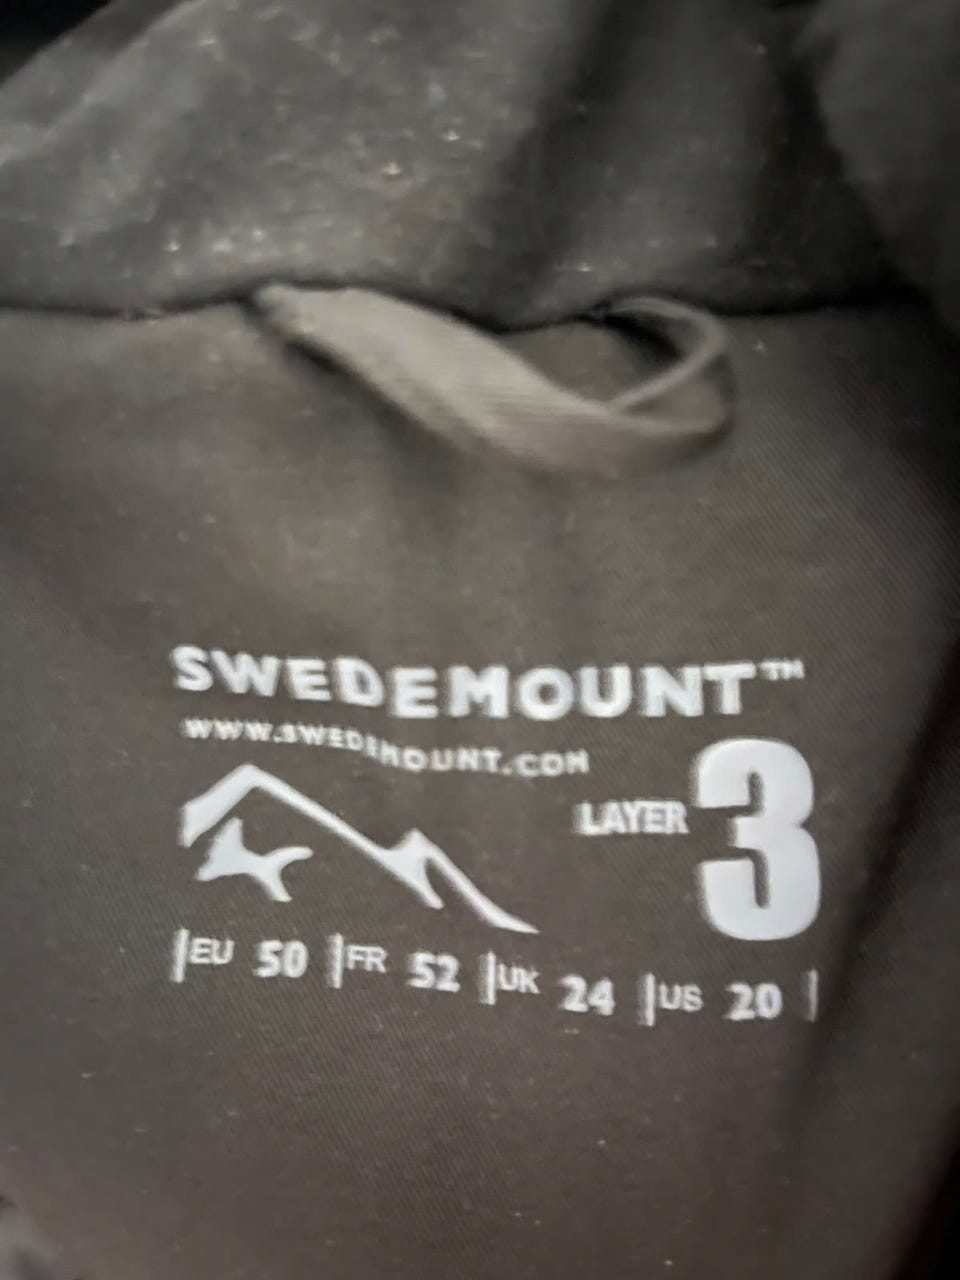 SWEDEMOUNT™
WWW.SWEDEMOUNT.COM
LAYER 3
|EU 50 |FR 52 |UK 24 |US 20 |